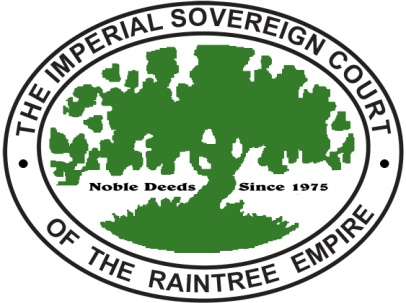 THE IMPERIAL SOVEREIGN COURT
Noble Deeds Since 1975
OF THE RAINTREE EMPIRE